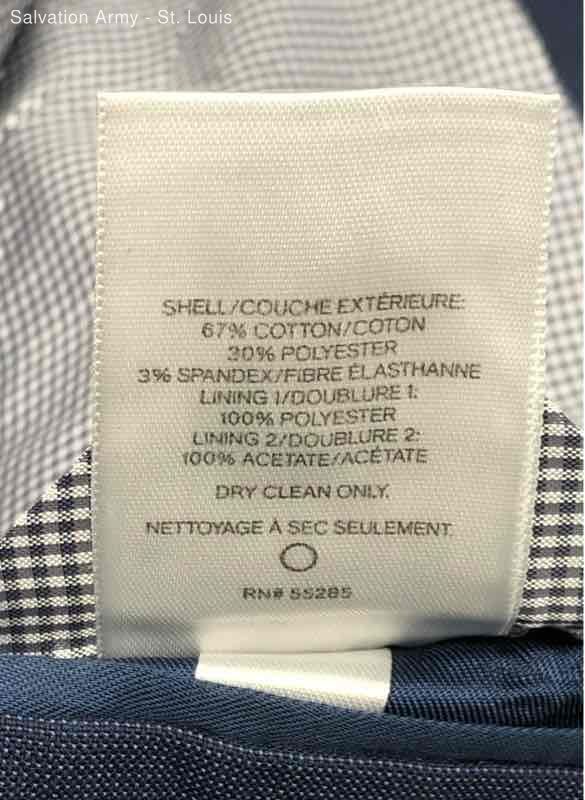 Salvation Army - St. Louis
SHELL/COUCHE EXTÉRIEURE:
67% COTTON/COTON
30% POLYESTER
3% SPANDEX/FIBRE ÉLASTHANNE
LINING 1/DOUBLURE 1:
100% POLYESTER
LINING 2/DOUBLURE 2:
100% ACETATE/ACÉTATE
DRY CLEAN ONLY.
NETTOYAGE À SEC SEULEMENT.
RN# 55285